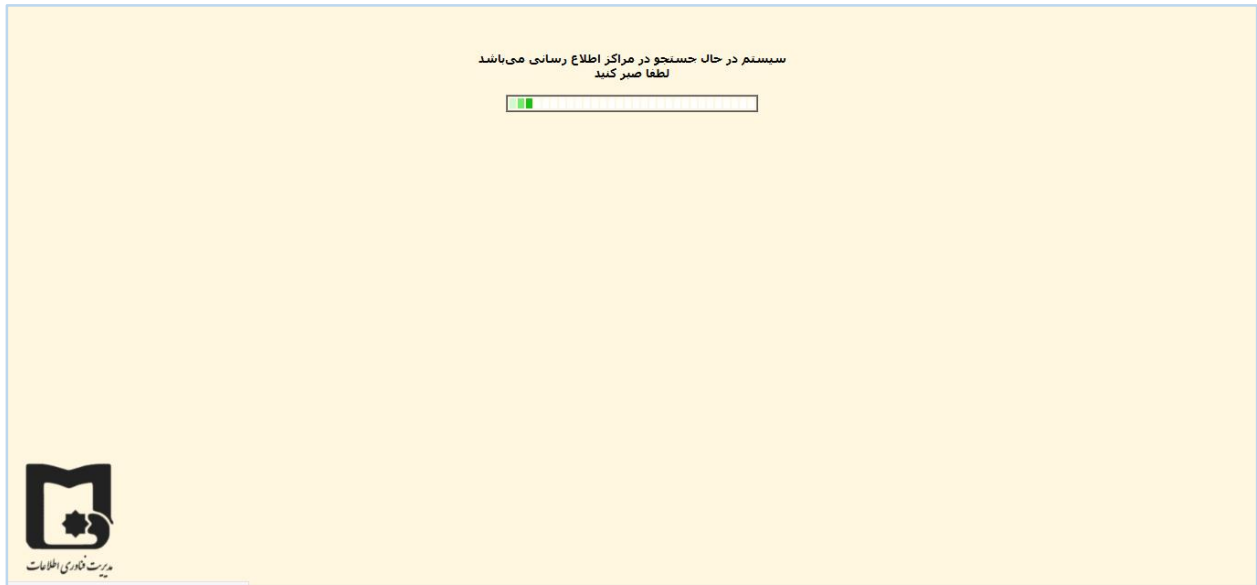 سیستم در حال جستجو در مراکز اطلاع رسانی می‌باشد
لطفا صبر کنید
مدیریت فناوری اطلاعات